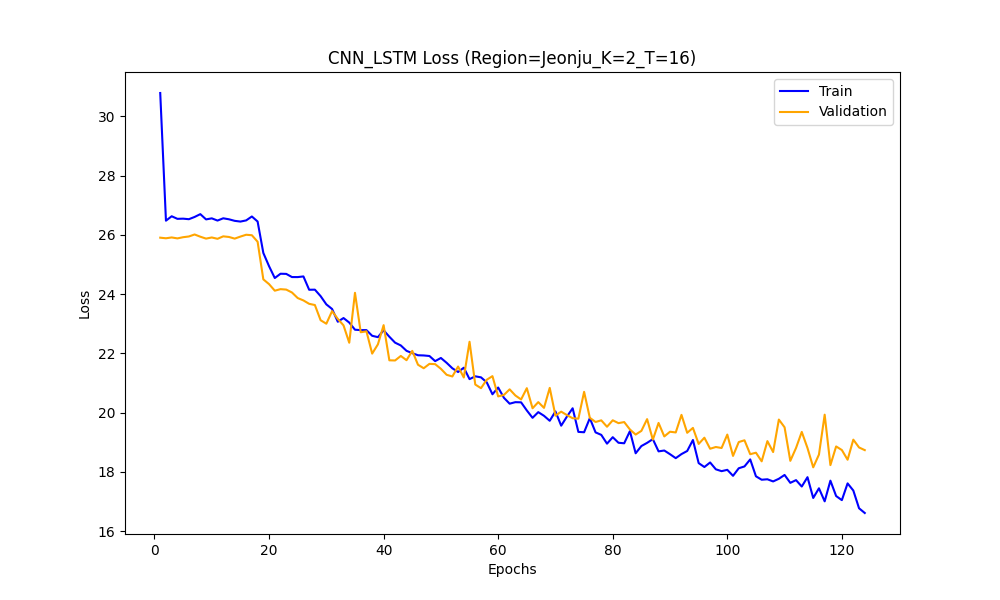 CNN_LSTM Loss (Region=Jeonju_K=2_T=16)
Train
Validation
Loss
30
28
26
24
22
20
18
16
0 20 40 60 80 100 120
Epochs